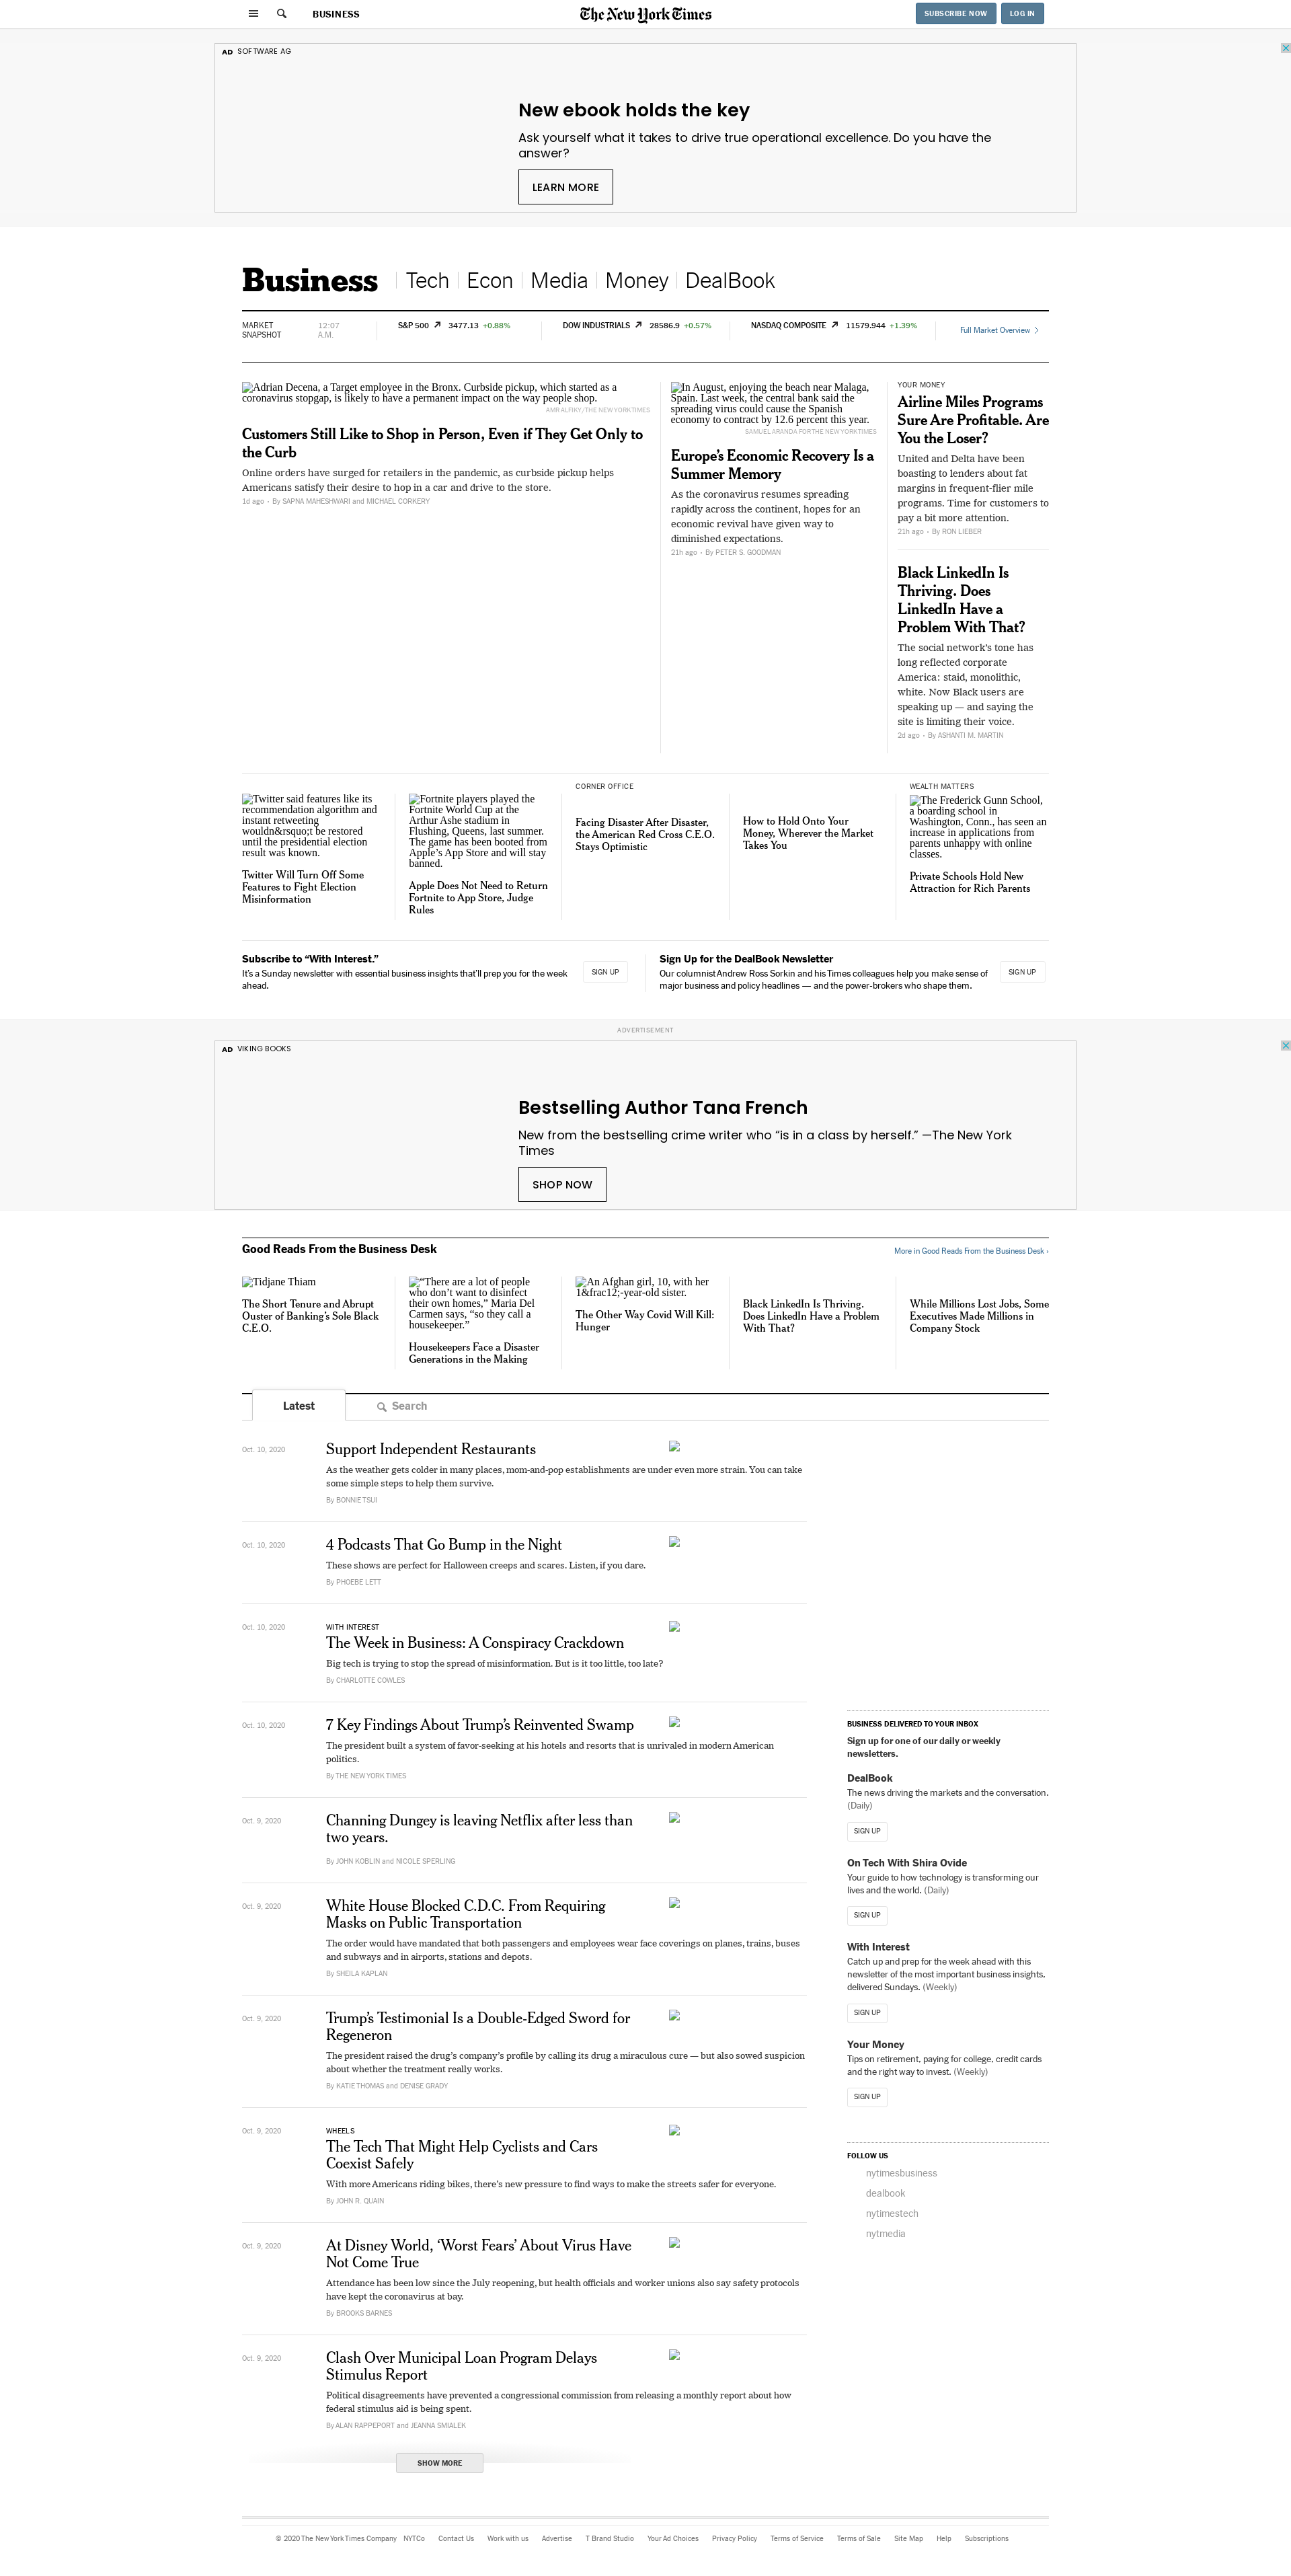 BUSINESS
The New York Times
SUBSCRIBE NOW
LOG IN
AD SOFTWARE AG
New ebook holds the key
Ask yourself what it takes to drive true operational excellence. Do you have the
answer?
LEARN MORE
Business
Tech
Econ
Media
Money
DealBook
MARKET
SNAPSHOT
12:07
A.M.
S&P 500 3477.13 +0.88%
DOW INDUSTRIALS 28586.9 +0.57%
NASDAQ COMPOSITE 11579.944 +1.39%
Full Market Overview
Adrian Decena, a Target employee in the Bronx. Curbside pickup, which started as a
coronavirus stopgap, is likely to have a permanent impact on the way people shop.
AMR ALFIKY/THE NEW YORK TIMES
Customers Still Like to Shop in Person, Even if They Get Only to
the Curb
Online orders have surged for retailers in the pandemic, as curbside pickup helps
Americans satisfy their desire to hop in a car and drive to the store.
1d ago • By SAPNA MAHESHWARI and MICHAEL CORKERY
In August, enjoying the beach near Malaga,
Spain. Last week, the central bank said the
spreading virus could cause the Spanish
economy to contract by 12.6 percent this year.
SAMUEL ARANDA FOR THE NEW YORK TIMES
Europe’s Economic Recovery Is a
Summer Memory
As the coronavirus resumes spreading
rapidly across the continent, hopes for an
economic revival have given way to
diminished expectations.
21h ago • By PETER S. GOODMAN
YOUR MONEY
Airline Miles Programs
Sure Are Profitable. Are
You the Loser?
United and Delta have been
boasting to lenders about fat
margins in frequent-flier mile
programs. Time for customers to
pay a bit more attention.
21h ago • By RON LIEBER
Black LinkedIn Is
Thriving. Does
LinkedIn Have a
Problem With That?
The social network’s tone has
long reflected corporate
America: staid, monolithic,
white. Now Black users are
speaking up — and saying the
site is limiting their voice.
2d ago • By ASHANTI M. MARTIN
Twitter said features like its
recommendation algorithm and
instant retweeting
wouldn&rsquo;t be restored
until the presidential election
result was known.
Twitter Will Turn Off Some
Features to Fight Election
Misinformation
Fortnite players played the
Fortnite World Cup at the
Arthur Ashe stadium in
Flushing, Queens, last summer.
The game has been booted from
Apple’s App Store and will stay
banned.
Apple Does Not Need to Return
Fortnite to App Store, Judge
Rules
CORNER OFFICE
Facing Disaster After Disaster,
the American Red Cross C.E.O.
Stays Optimistic
How to Hold Onto Your
Money, Wherever the Market
Takes You
WEALTH MATTERS
The Frederick Gunn School,
a boarding school in
Washington, Conn., has seen an
increase in applications from
parents unhappy with online
classes.
Private Schools Hold New
Attraction for Rich Parents
Subscribe to “With Interest.”
It’s a Sunday newsletter with essential business insights that’ll prep you for the week
ahead.
SIGN UP
Sign Up for the DealBook Newsletter
Our columnist Andrew Ross Sorkin and his Times colleagues help you make sense of
major business and policy headlines — and the power-brokers who shape them.
SIGN UP
ADVERTISEMENT
AD VIKING BOOKS
Bestselling Author Tana French
New from the bestselling crime writer who “is in a class by herself.” —The New York
Times
SHOP NOW
Good Reads From the Business Desk
More in Good Reads From the Business Desk ›
Tidjane Thiam
The Short Tenure and Abrupt
Ouster of Banking’s Sole Black
C.E.O.
“There are a lot of people
who don’t want to disinfect
their own homes,” Maria Del
Carmen says, “so they call a
housekeeper.”
Housekeepers Face a Disaster
Generations in the Making
An Afghan girl, 10, with her
1&frac12;-year-old sister.
The Other Way Covid Will Kill:
Hunger
Black LinkedIn Is Thriving.
Does LinkedIn Have a Problem
With That?
While Millions Lost Jobs, Some
Executives Made Millions in
Company Stock
Latest
Search
Oct. 10, 2020
Support Independent Restaurants
As the weather gets colder in many places, mom-and-pop establishments are under even more strain. You can take
some simple steps to help them survive.
By BONNIE TSUI
Oct. 10, 2020
4 Podcasts That Go Bump in the Night
These shows are perfect for Halloween creeps and scares. Listen, if you dare.
By PHOEBE LETT
Oct. 10, 2020
WITH INTEREST
The Week in Business: A Conspiracy Crackdown
Big tech is trying to stop the spread of misinformation. But is it too little, too late?
By CHARLOTTE COWLES
Oct. 10, 2020
7 Key Findings About Trump’s Reinvented Swamp
The president built a system of favor-seeking at his hotels and resorts that is unrivaled in modern American
politics.
By THE NEW YORK TIMES
Oct. 9, 2020
Channing Dungey is leaving Netflix after less than
two years.
By JOHN KOBLIN and NICOLE SPERLING
Oct. 9, 2020
White House Blocked C.D.C. From Requiring
Masks on Public Transportation
The order would have mandated that both passengers and employees wear face coverings on planes, trains, buses
and subways and in airports, stations and depots.
By SHEILA KAPLAN
Oct. 9, 2020
Trump’s Testimonial Is a Double-Edged Sword for
Regeneron
The president raised the drug’s company’s profile by calling its drug a miraculous cure — but also sowed suspicion
about whether the treatment really works.
By KATIE THOMAS and DENISE GRADY
Oct. 9, 2020
WHEELS
The Tech That Might Help Cyclists and Cars
Coexist Safely
With more Americans riding bikes, there’s new pressure to find ways to make the streets safer for everyone.
By JOHN R. QUAIN
Oct. 9, 2020
At Disney World, ‘Worst Fears’ About Virus Have
Not Come True
Attendance has been low since the July reopening, but health officials and worker unions also say safety protocols
have kept the coronavirus at bay.
By BROOKS BARNES
Oct. 9, 2020
Clash Over Municipal Loan Program Delays
Stimulus Report
Political disagreements have prevented a congressional commission from releasing a monthly report about how
federal stimulus aid is being spent.
By ALAN RAPPEPORT and JEANNA SMIALEK
SHOW MORE
BUSINESS DELIVERED TO YOUR INBOX
Sign up for one of our daily or weekly
newsletters.
DealBook
The news driving the markets and the conversation.
(Daily)
SIGN UP
On Tech With Shira Ovide
Your guide to how technology is transforming our
lives and the world. (Daily)
SIGN UP
With Interest
Catch up and prep for the week ahead with this
newsletter of the most important business insights,
delivered Sundays. (Weekly)
SIGN UP
Your Money
Tips on retirement, paying for college, credit cards
and the right way to invest. (Weekly)
SIGN UP
FOLLOW US
nytimesbusiness
dealbook
nytimestech
nytmedia
© 2020 The New York Times Company NYTCo Contact Us Work with us Advertise T Brand Studio Your Ad Choices Privacy Policy Terms of Service Terms of Sale Site Map Help Subscriptions